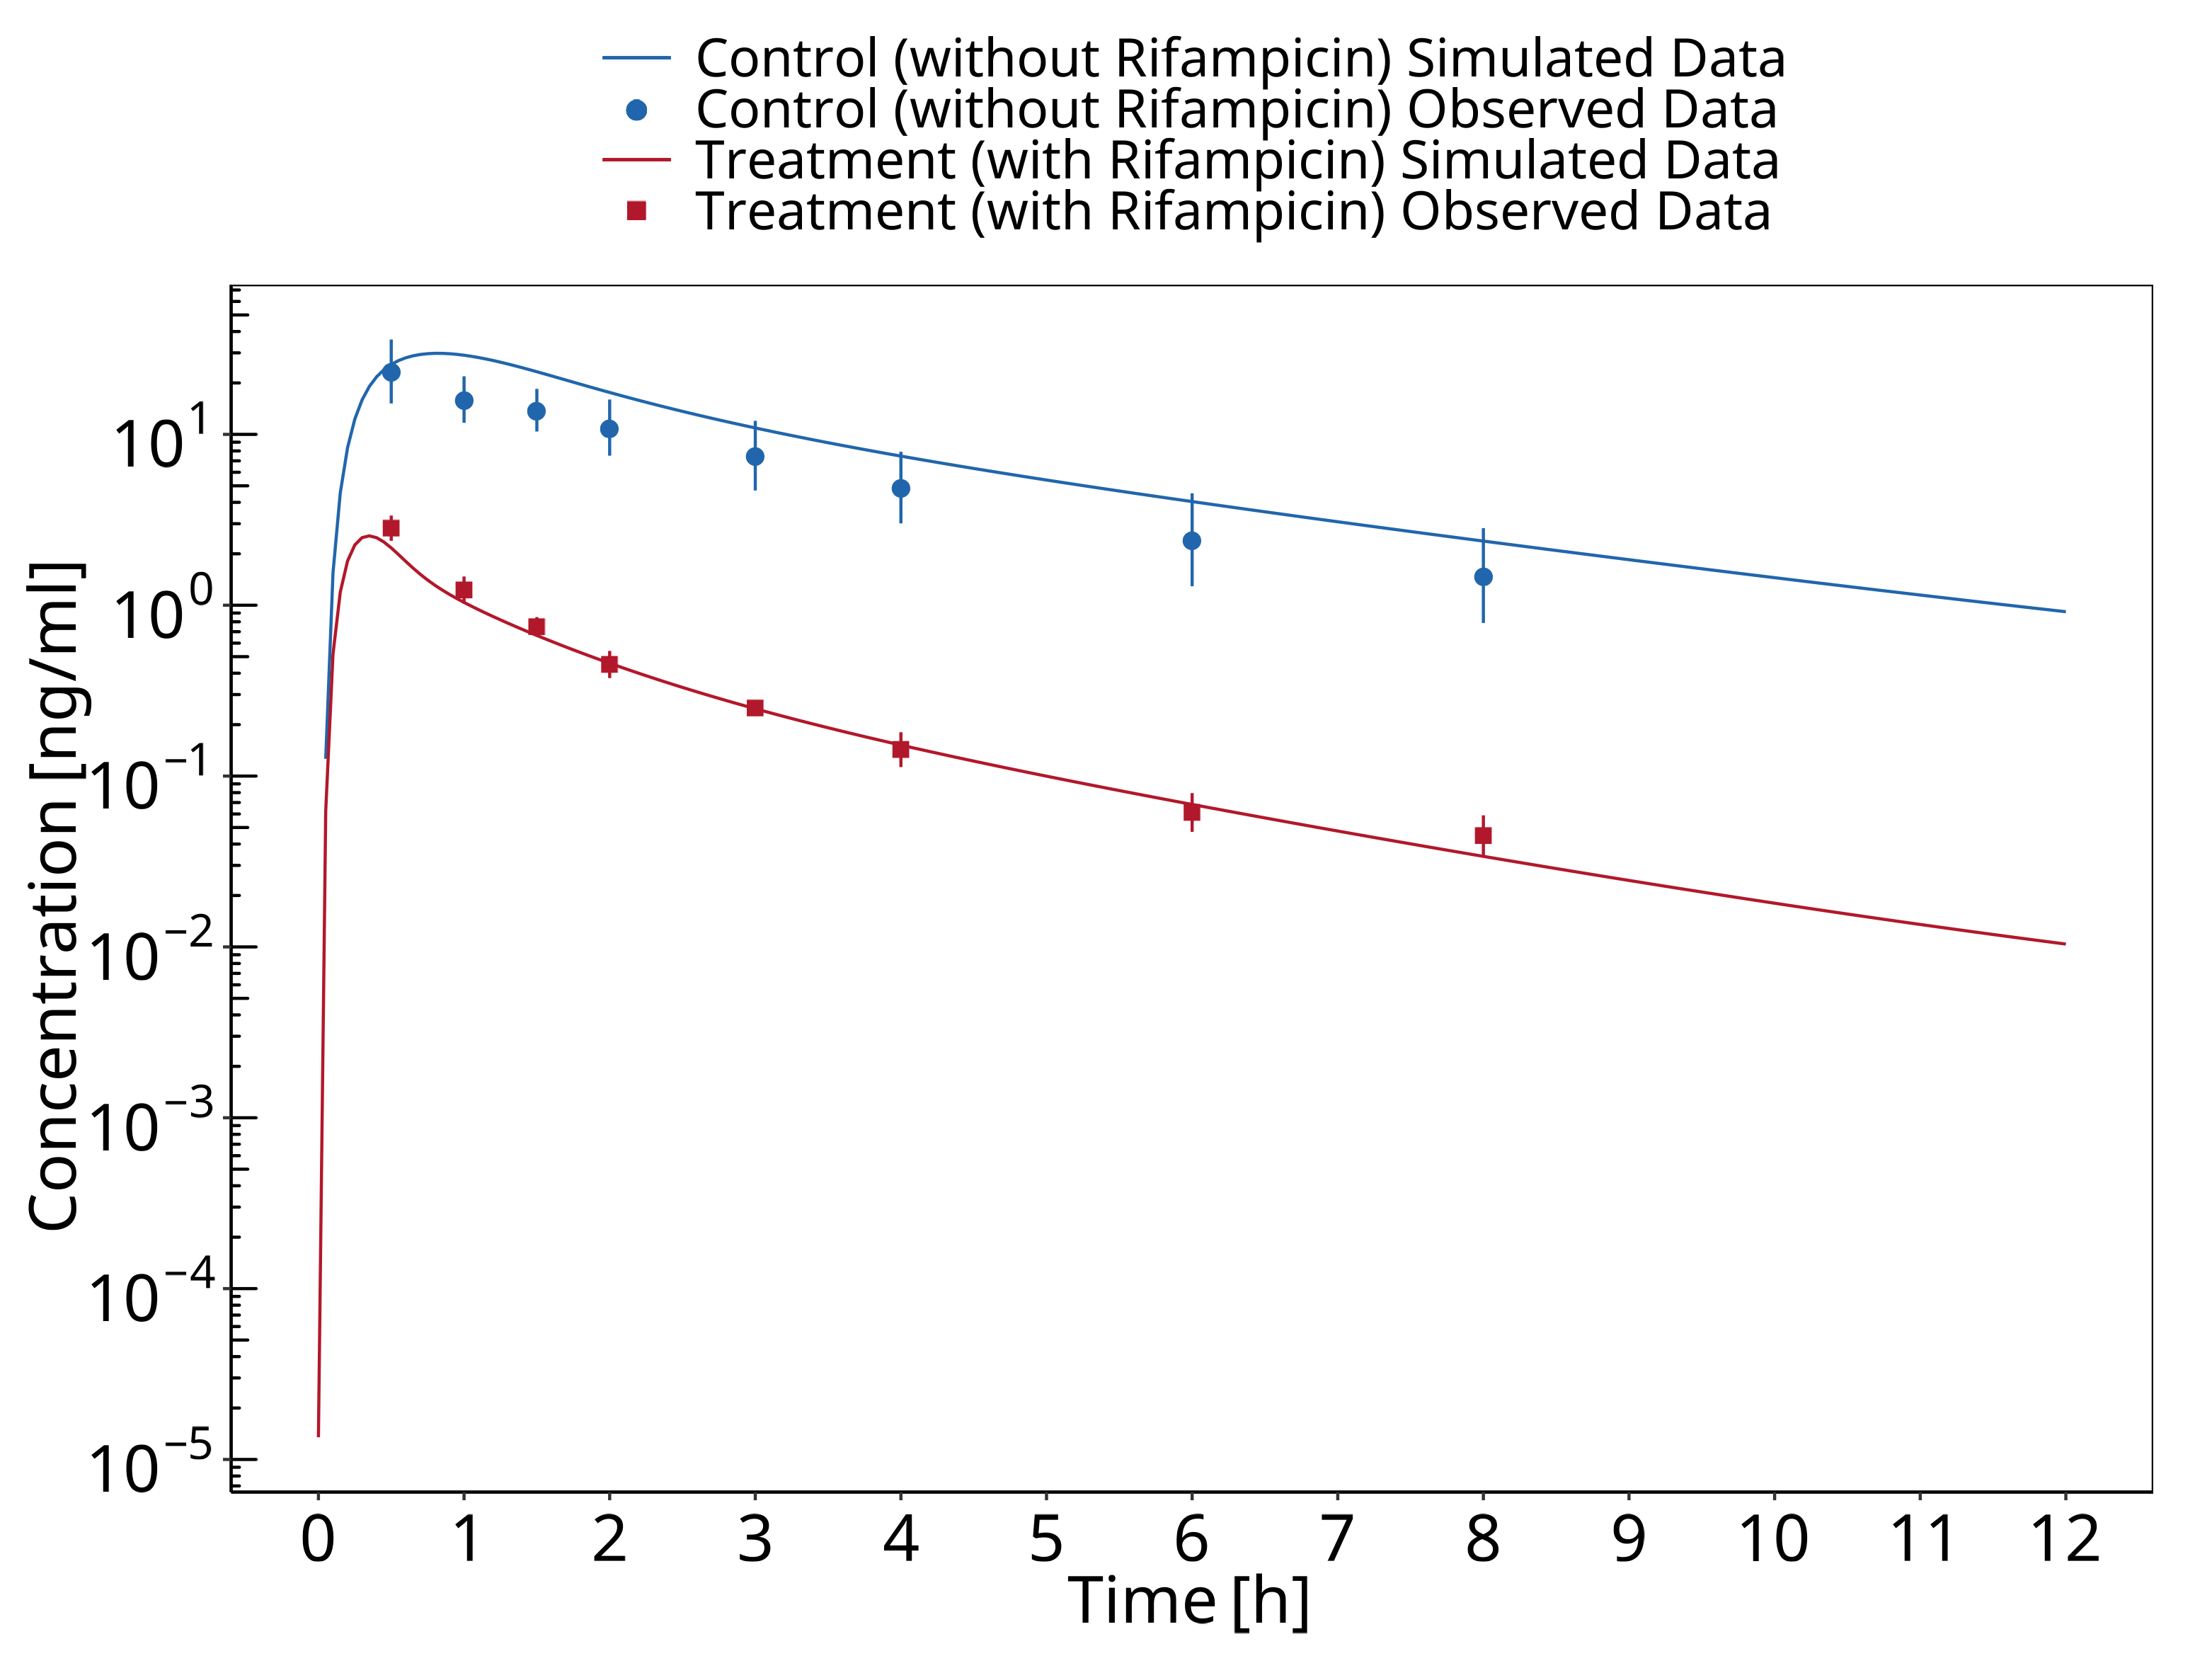 Control (without Rifampicin) Simulated Data
Control (without Rifampicin) Observed Data
Treatment (with Rifampicin) Simulated Data
Treatment (with Rifampicin) Observed Data
Concentration [ng/ml]
10^1
10^0
10^−1
10^−2
10^−3
10^−4
10^−5
0 1 2 3 4 5 6 7 8 9 10 11 12
Time [h]